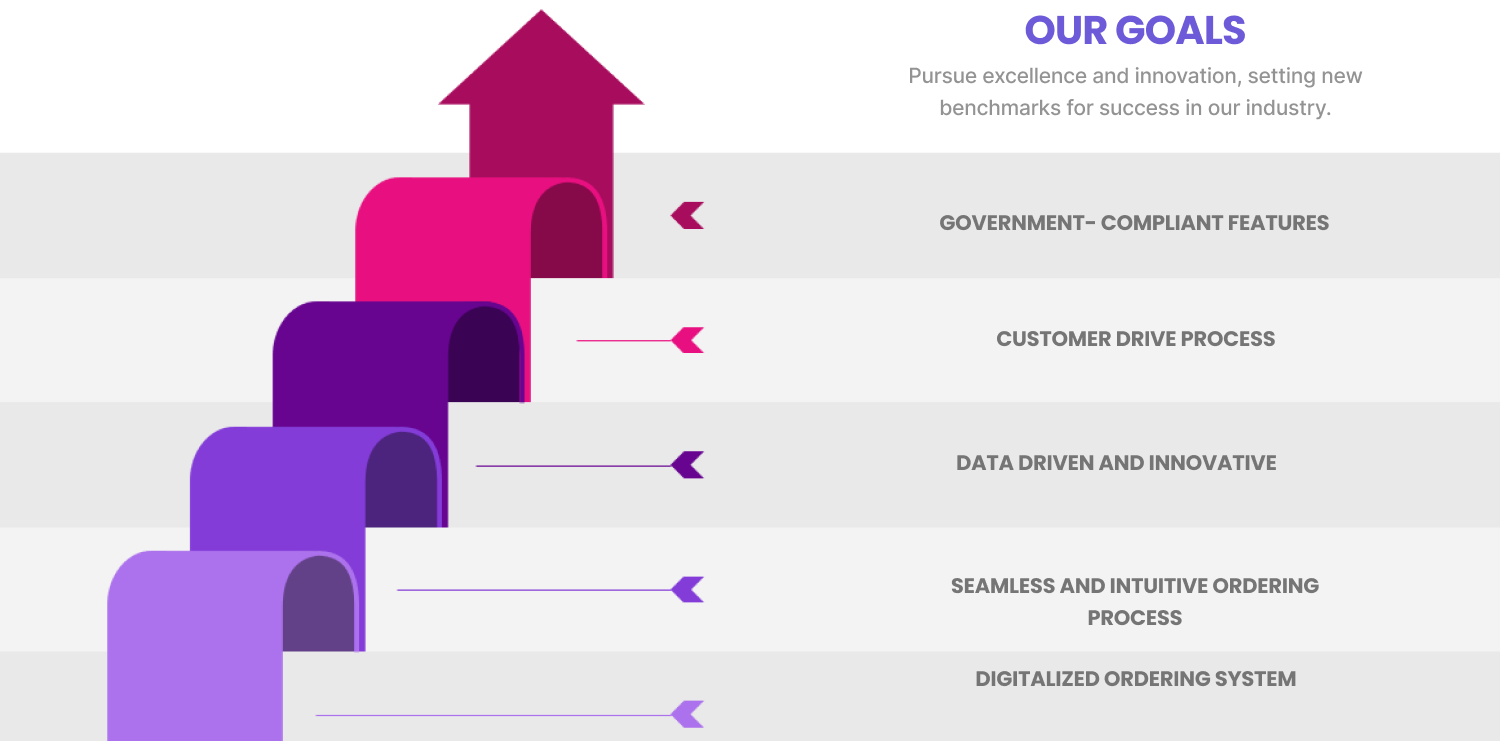 OUR GOALS
Pursue excellence and innovation, setting new
benchmarks for success in our industry.
GOVERNMENT- COMPLIANT FEATURES
CUSTOMER DRIVE PROCESS
DATA DRIVEN AND INNOVATIVE
SEAMLESS AND INTUITIVE ORDERING
PROCESS
DIGITALIZED ORDERING SYSTEM